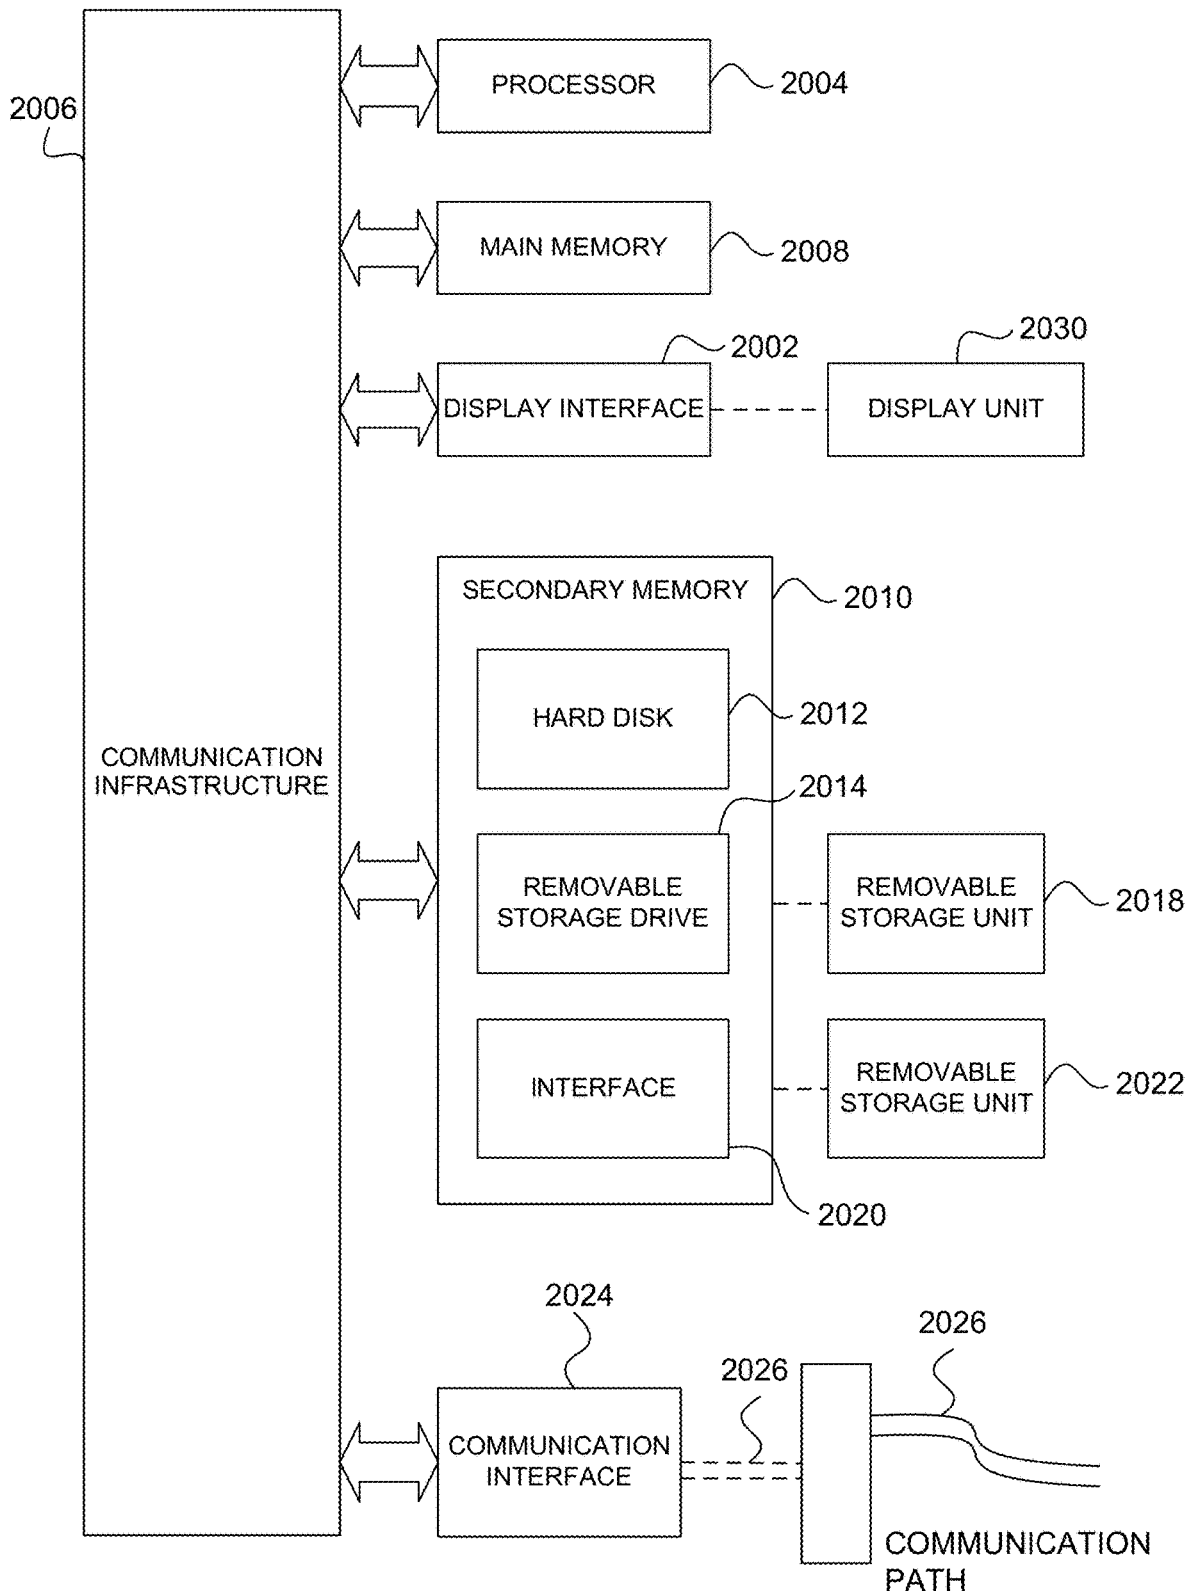 2006
PROCESSOR
2004
MAIN MEMORY
2008
2002
2030
DISPLAY INTERFACE
DISPLAY UNIT
SECONDARY MEMORY
2010
HARD DISK
2012
COMMUNICATION
INFRASTRUCTURE
2014
REMOVABLE
STORAGE DRIVE
REMOVABLE
STORAGE UNIT
2018
INTERFACE
REMOVABLE
STORAGE UNIT
2022
2020
2024
2026
2026
COMMUNICATION
INTERFACE
COMMUNICATION
PATH